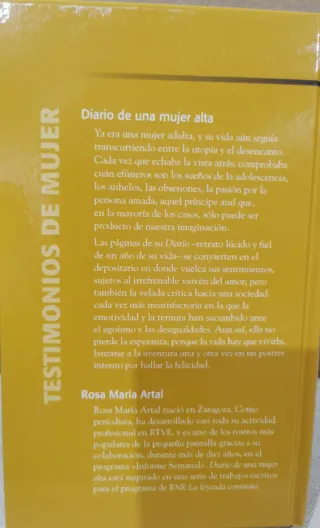 TESTIMONIOS DE MUJER
Diario de una mujer alta
Ya era una mujer adulta, y su vida aún seguía
transcurriendo entre la utopía y el desencanto.
Cada vez que echaba la vista atrás, comprobaba
cuán efímeros son los sueños de la adolescencia,
los anhelos, las obsesiones, la pasión por la
persona amada, aquel príncipe azul que,
en la mayoría de los casos, sólo puede ser
producto de nuestra imaginación.
Las páginas de su Diario –retrato lúcido y fiel
de un año de su vida– se convierten en el
depositario en donde vuelca sus sentimientos,
sujetos al irrefrenable vaivén del amor; pero
también la velada crítica hacia una sociedad
cada vez más insatisfactoria en la que la
emotividad y la ternura han sucumbido ante
el egoísmo y las desigualdades. Aun así, ella no
pierde la esperanza, porque la vida hay que vivirla,
lanzarse a la aventura una y otra vez en un postrer
intento por hallar la felicidad.
Rosa María Artal
Rosa María Artal nació en Zaragoza. Como
periodista, ha desarrollado casi toda su actividad
profesional en RTVE, y es uno de los rostros más
populares de la pequeña pantalla gracias a su
colaboración, durante más de diez años, en el
programa «Informe Semanal». Diario de una mujer
alta está inspirado en una serie de trabajos escritos
para el programa de RNE La leyenda continúa.